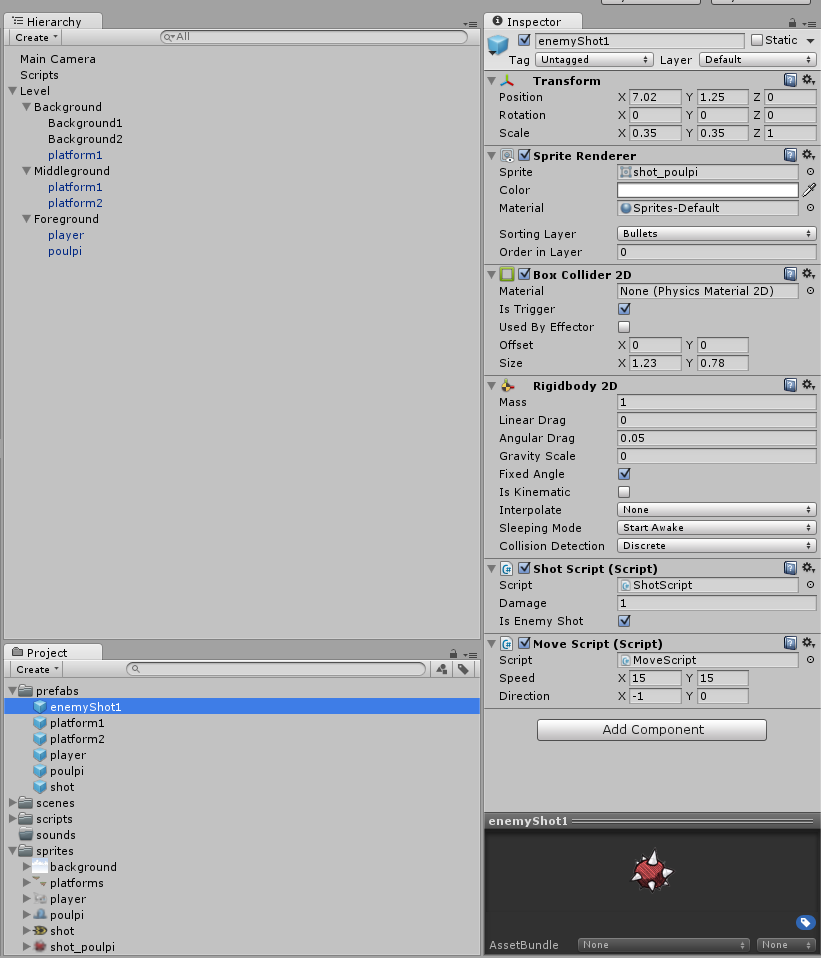 Hierarchy
Create
All
Main Camera
Scripts
Level
Background
Background1
Background2
platform1
Middleground
platform1
platform2
Foreground
player
poulpi
Project
Create
prefabs
enemyShot1
platform1
platform2
player
poulpi
shot
scenes
scripts
sounds
sprites
background
platforms
player
poulpi
shot
shot_poulpi
Inspector
enemyShot1 Static
Tag Untagged Layer Default
Transform
Position X 7.02 Y 1.25 Z 0
Rotation X 0 Y 0 Z 0
Scale X 0.35 Y 0.35 Z 1
Sprite Renderer
Sprite shot_poulpi
Color
Material Sprites-Default
Sorting Layer Bullets
Order in Layer 0
Box Collider 2D
Material None (Physics Material 2D)
Is Trigger
Used By Effector
Offset X 0 Y 0
Size X 1.23 Y 0.78
Rigidbody 2D
Mass 1
Linear Drag 0
Angular Drag 0.05
Gravity Scale 0
Fixed Angle
Is Kinematic
Interpolate None
Sleeping Mode Start Awake
Collision Detection Discrete
Shot Script (Script)
Script ShotScript
Damage 1
Is Enemy Shot
Move Script (Script)
Script MoveScript
Speed X 15 Y 15
Direction X -1 Y 0
Add Component
enemyShot1
AssetBundle None None